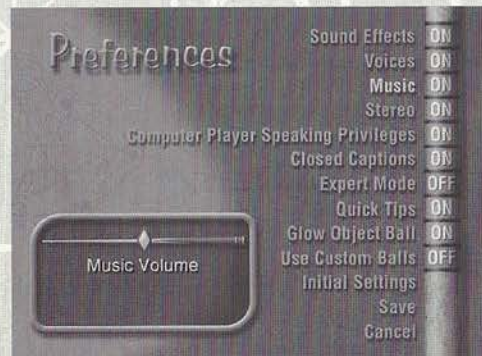 Preferences
Sound Effects ON
Voices ON
Music ON
Stereo ON
Computer Player Speaking Privileges ON
Closed Captions ON
Expert Mode OFF
Quick Tips ON
Glow Object Ball ON
Use Custom Balls OFF
Initial Settings
Save
Cancel
Music Volume